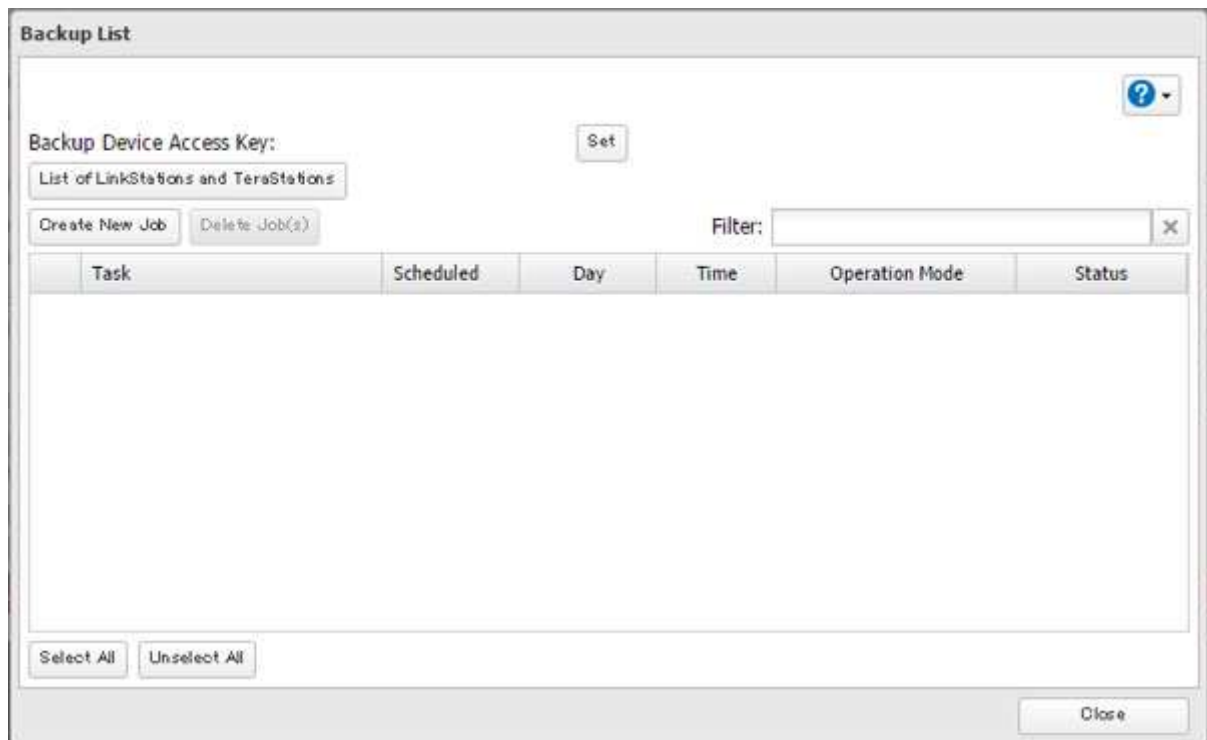 Backup List
?
Backup Device Access Key: Set
List of LinkStations and TeraStations
Create New Job Delete Job(s) Filter:
Task Scheduled Day Time Operation Mode Status
Select All Unselect All
Close